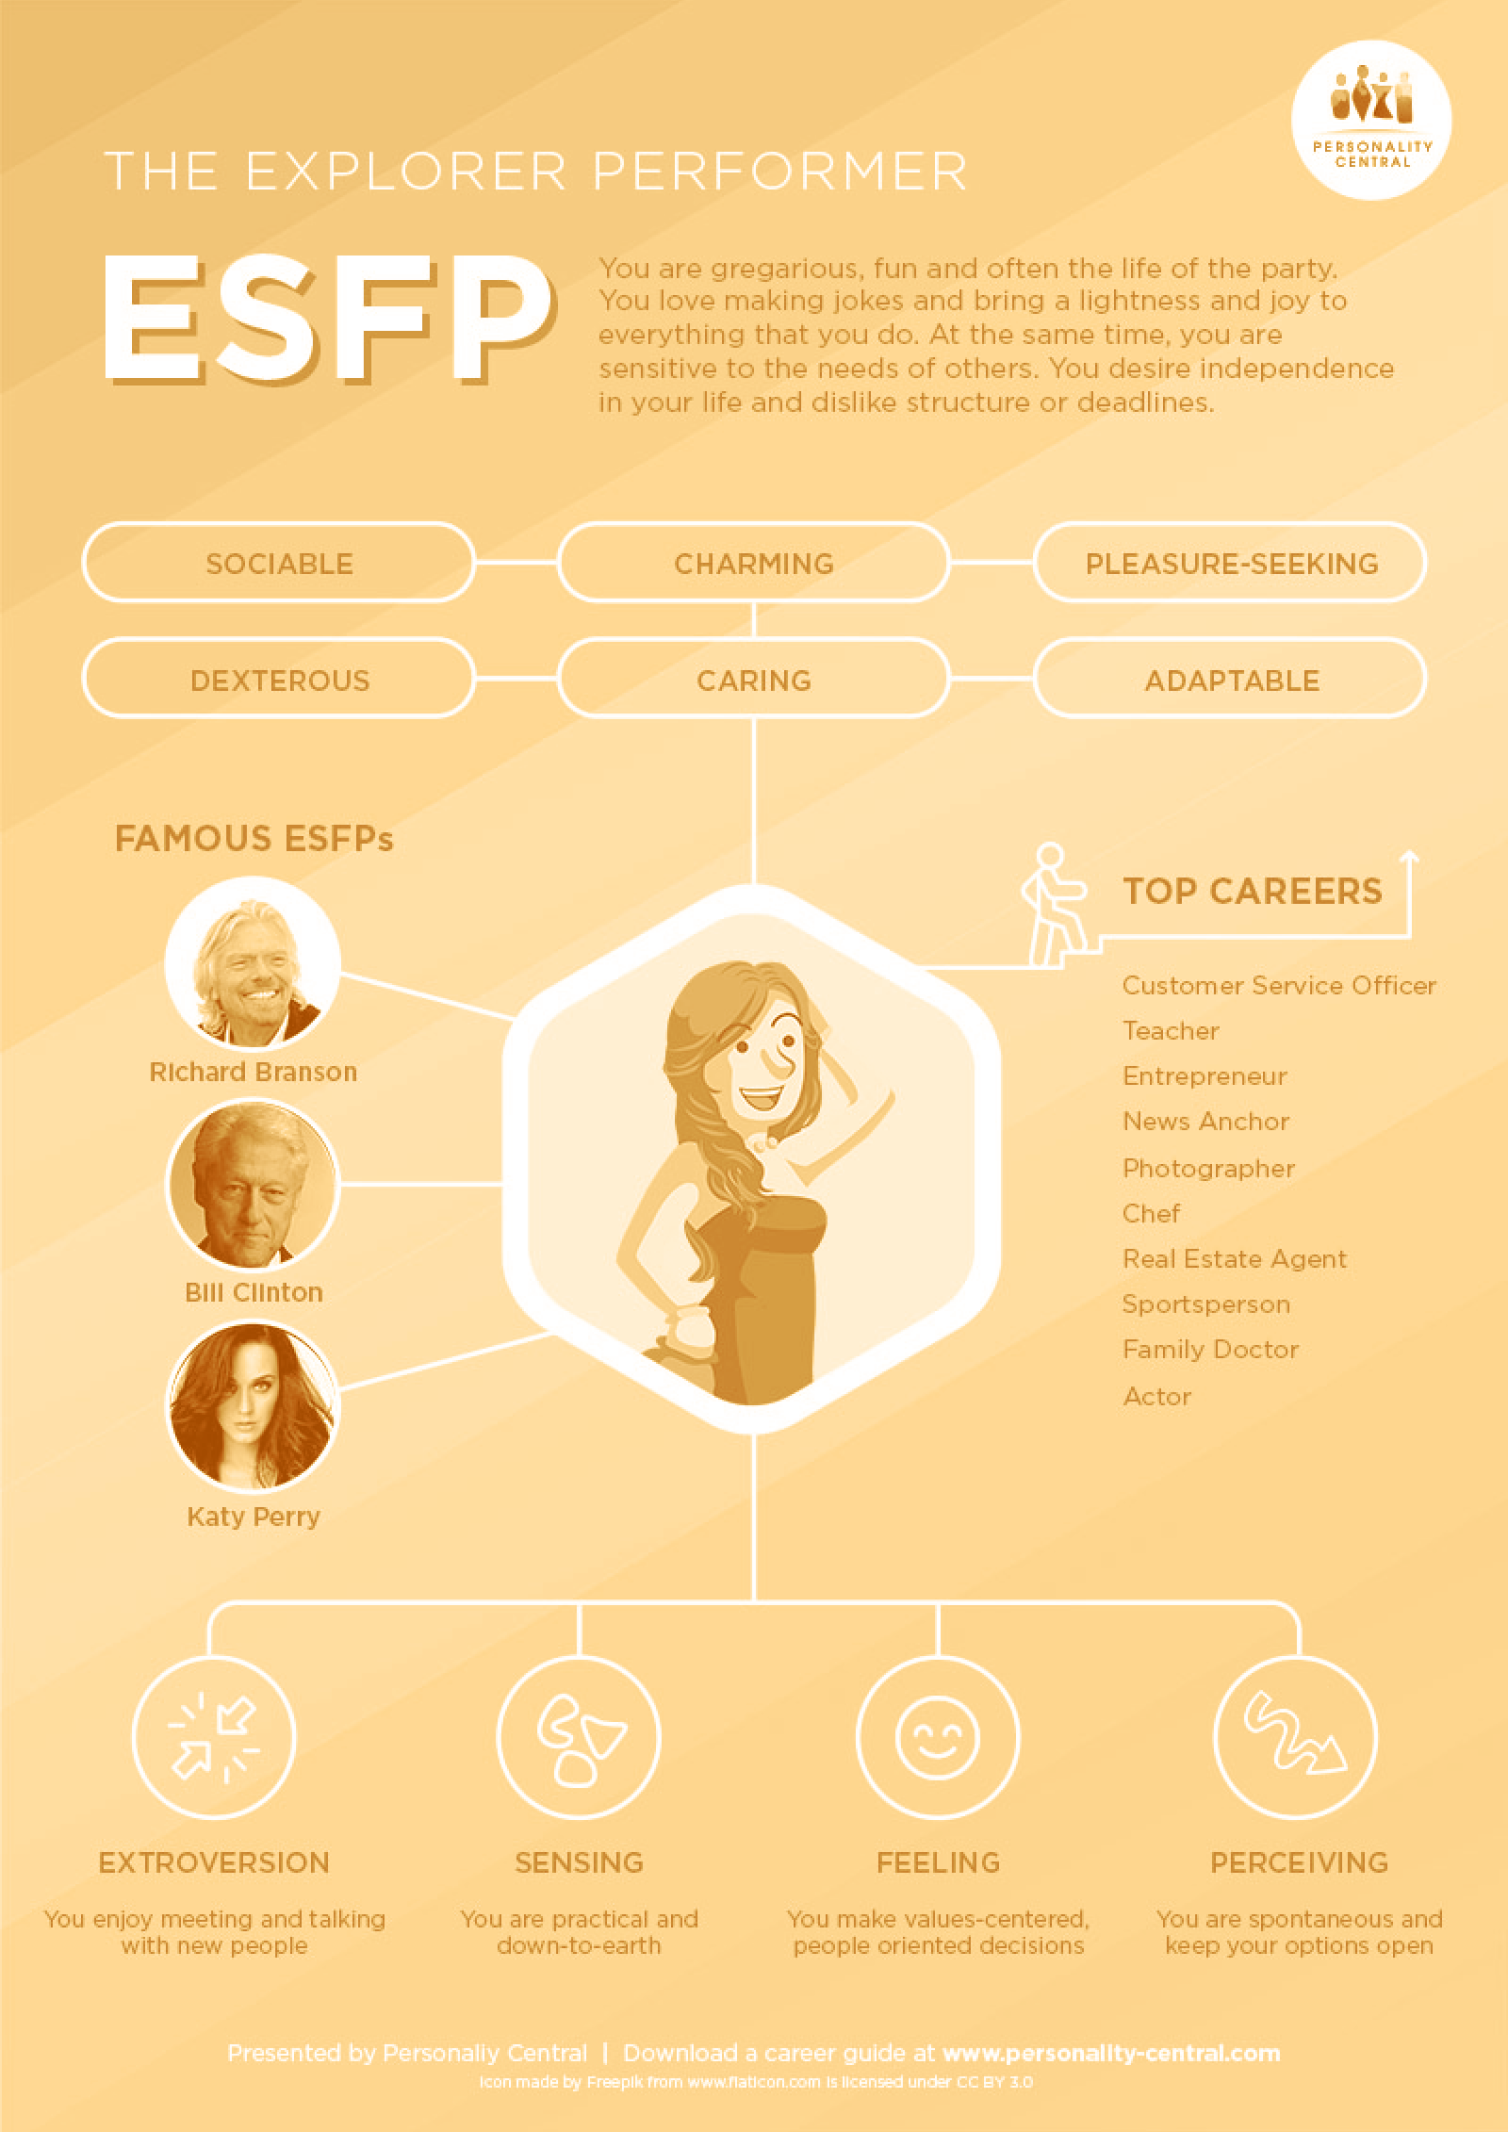 PERSONALITY
CENTRAL
THE EXPLORER PERFORMER
ESFP
You are gregarious, fun and often the life of the party.
You love making jokes and bring a lightness and joy to
everything that you do. At the same time, you are
sensitive to the needs of others. You desire independence
in your life and dislike structure or deadlines.
SOCIABLE
CHARMING
PLEASURE-SEEKING
DEXTEROUS
CARING
ADAPTABLE
FAMOUS ESFPs
Richard Branson
Bill Clinton
Katy Perry
TOP CAREERS
Customer Service Officer
Teacher
Entrepreneur
News Anchor
Photographer
Chef
Real Estate Agent
Sportsperson
Family Doctor
Actor
EXTROVERSION
You enjoy meeting and talking
with new people
SENSING
You are practical and
down-to-earth
FEELING
You make values-centered,
people oriented decisions
PERCEIVING
You are spontaneous and
keep your options open
Presented by Personaliy Central | Download a career guide at www.personality-central.com
Icon made by Freepik from www.flaticon.com is licensed under CC BY 3.0